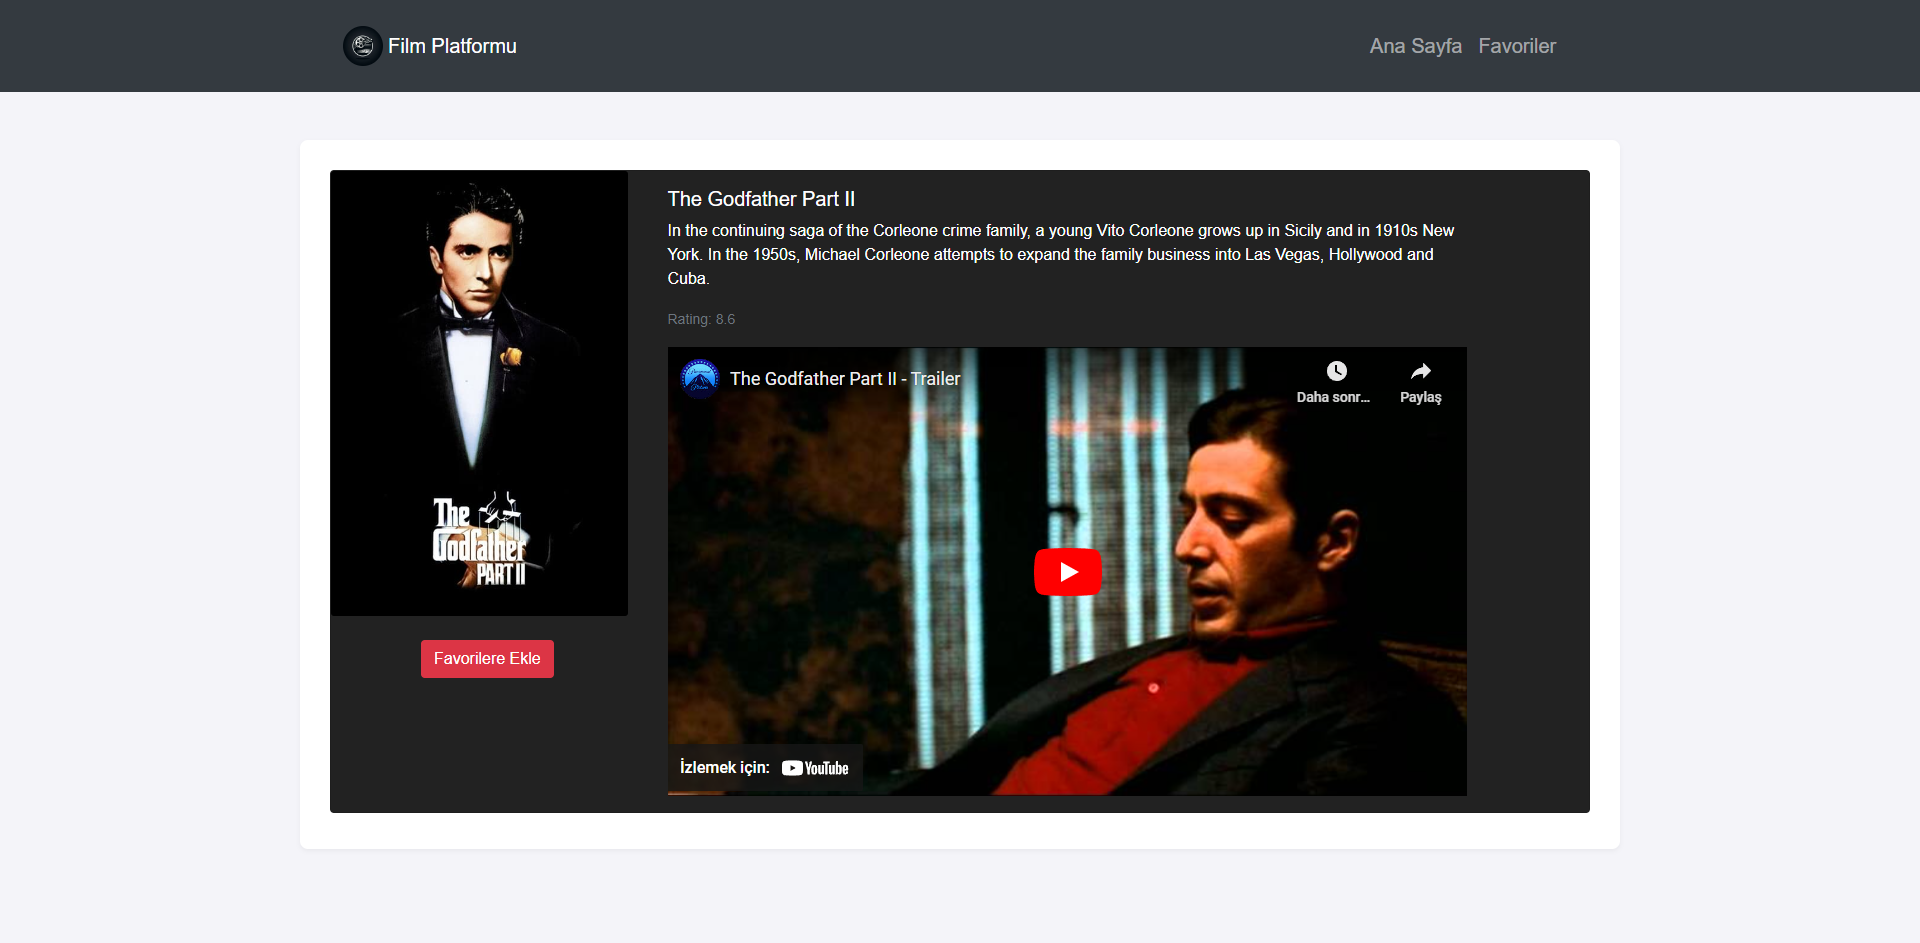 Film Platformu
Ana Sayfa Favoriler
The Godfather Part II
In the continuing saga of the Corleone crime family, a young Vito Corleone grows up in Sicily and in 1910s New
York. In the 1950s, Michael Corleone attempts to expand the family business into Las Vegas, Hollywood and
Cuba.
Rating: 8.6
The Godfather Part II - Trailer
Daha sonr...
Paylaş
İzlemek için: YouTube
The
Godfather
PART II
Favorilere Ekle